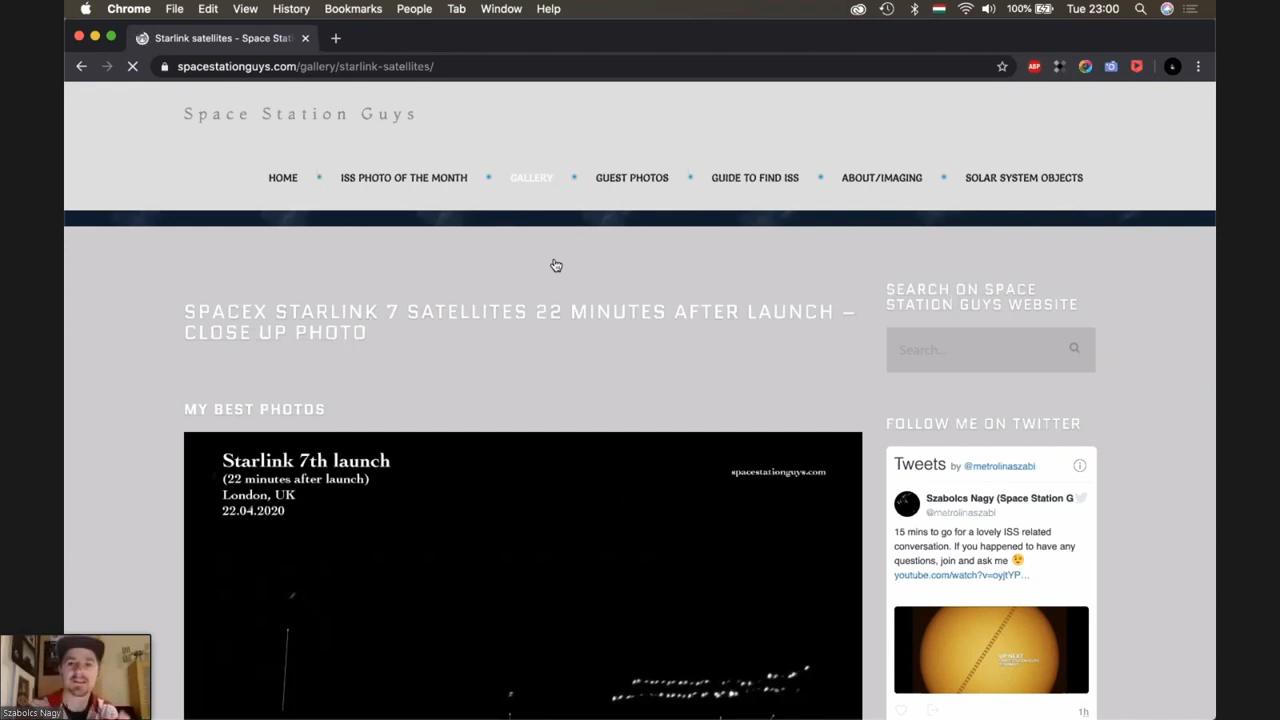 Chrome File Edit View History Bookmarks People Tab Window Help 100% Tue 23:00
Starlink satellites - Space Stati
spacestationguys.com/gallery/starlink-satellites/
ABP
Space Station Guys
HOME ISS PHOTO OF THE MONTH GALLERY GUEST PHOTOS GUIDE TO FIND ISS ABOUT/IMAGING SOLAR SYSTEM OBJECTS
SPACEX STARLINK 7 SATELLITES 22 MINUTES AFTER LAUNCH –
CLOSE UP PHOTO
MY BEST PHOTOS
Starlink 7th launch
(22 minutes after launch)
London, UK
22.04.2020
spacestationguys.com
SEARCH ON SPACE
STATION GUYS WEBSITE
Search...
FOLLOW ME ON TWITTER
Tweets by @metrolinaszabi
Szabolcs Nagy (Space Station G
@metrolinaszabi
15 mins to go for a lovely ISS related
conversation. If you happened to have any
questions, join and ask me
youtube.com/watch?v=oyjtYP…
UP NEXT
1h
Szabolcs Nagy